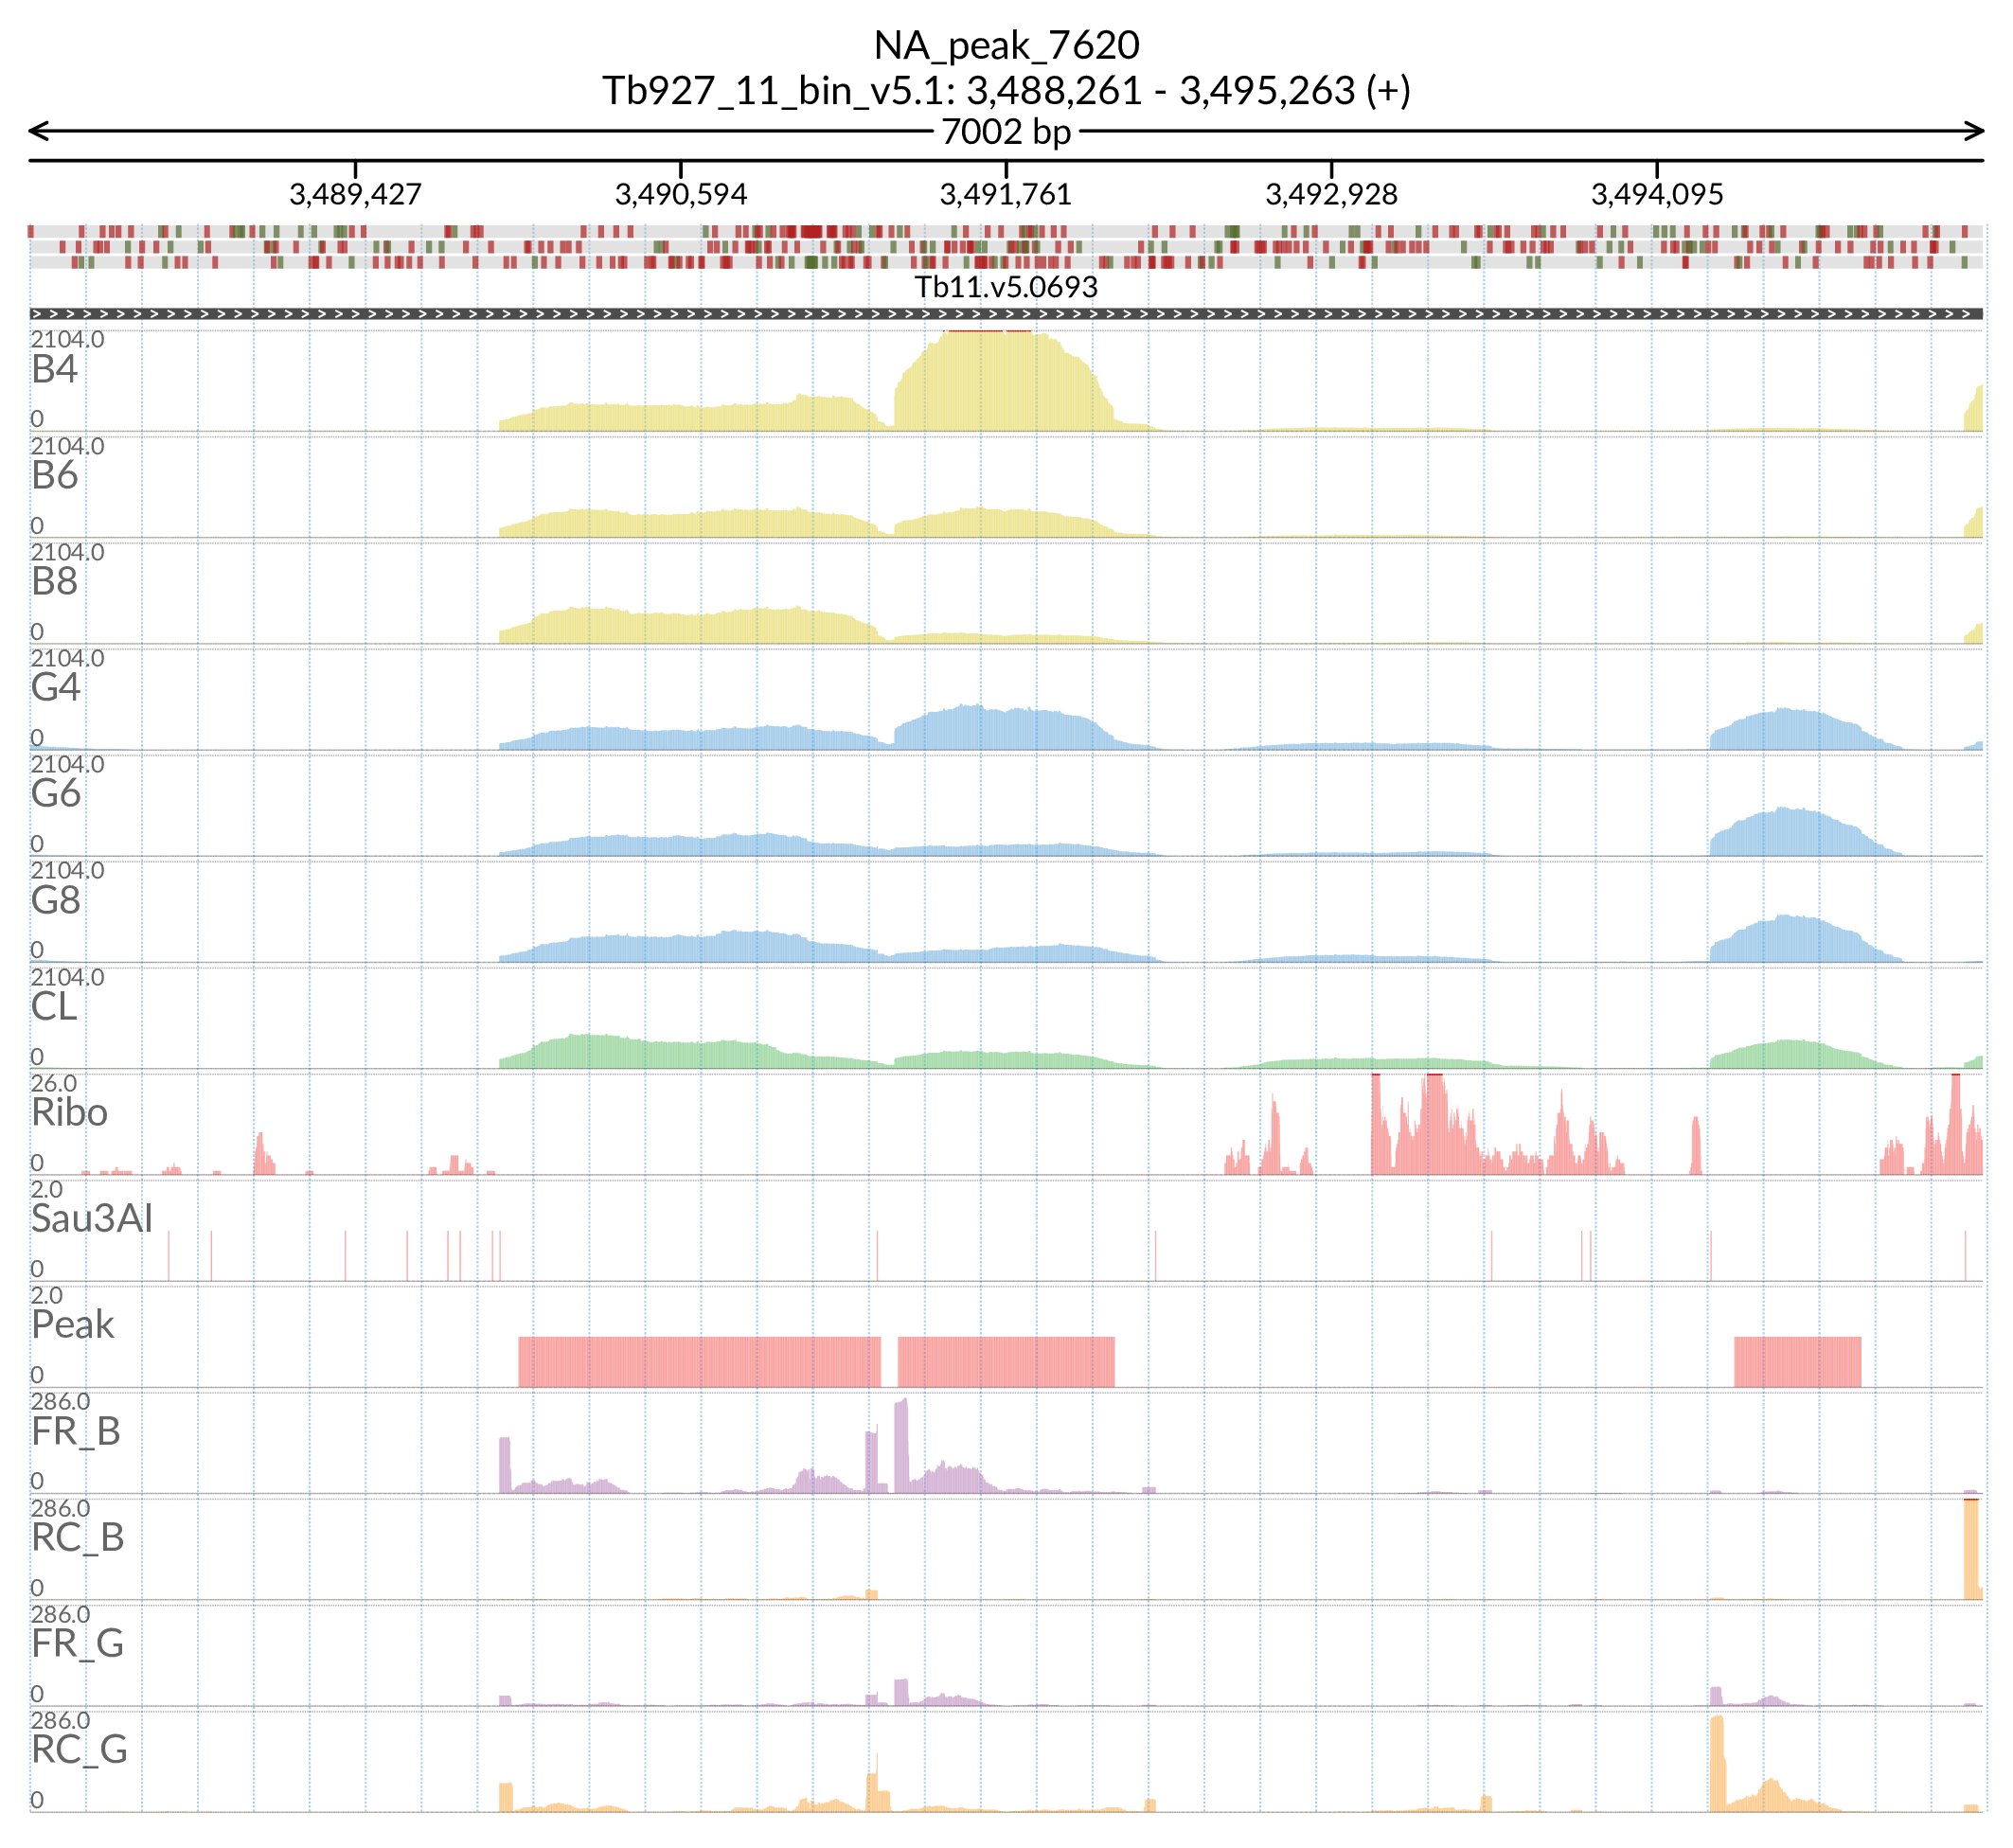 NA_peak_7620
Tb927_11_bin_v5.1: 3,488,261 - 3,495,263 (+)
7002 bp
3,489,427 3,490,594 3,491,761 3,492,928 3,494,095
Tb11.v5.0693
2104.0
B4
0
2104.0
B6
0
2104.0
B8
0
2104.0
G4
0
2104.0
G6
0
2104.0
G8
0
2104.0
CL
0
26.0
Ribo
0
2.0
Sau3AI
0
2.0
Peak
0
286.0
FR_B
0
286.0
RC_B
0
286.0
FR_G
0
286.0
RC_G
0